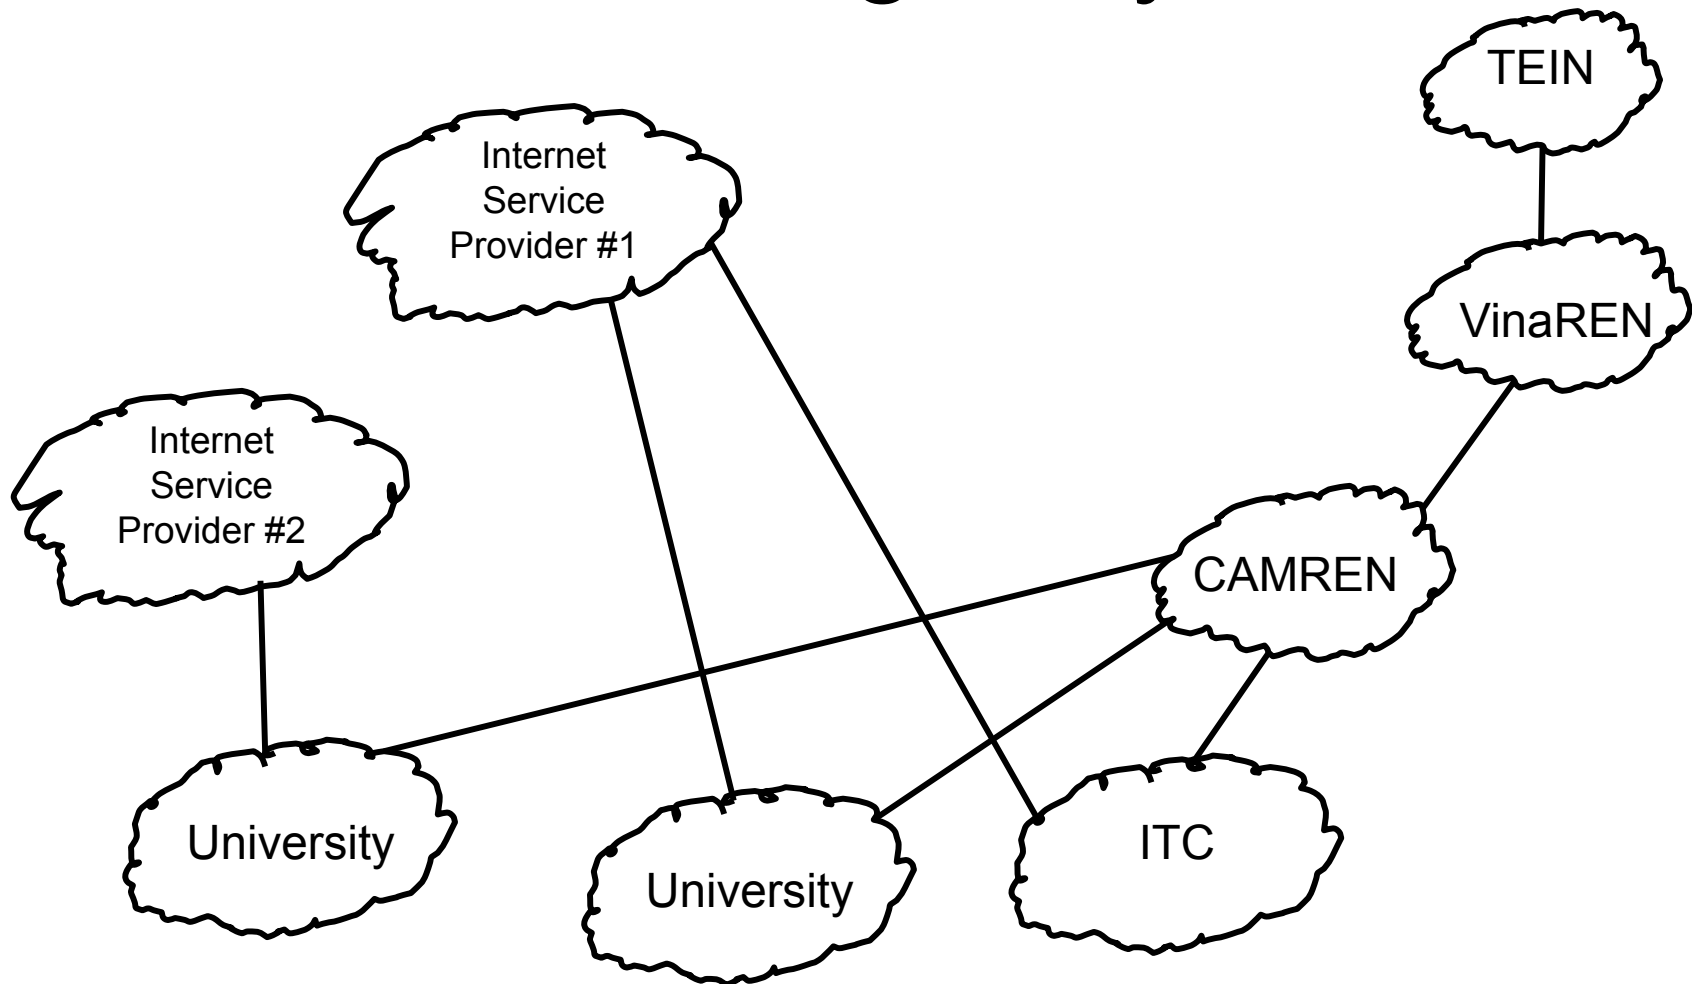 TEIN
Internet
Service
Provider #1
VinaREN
Internet
Service
Provider #2
CAMREN
University
University
ITC